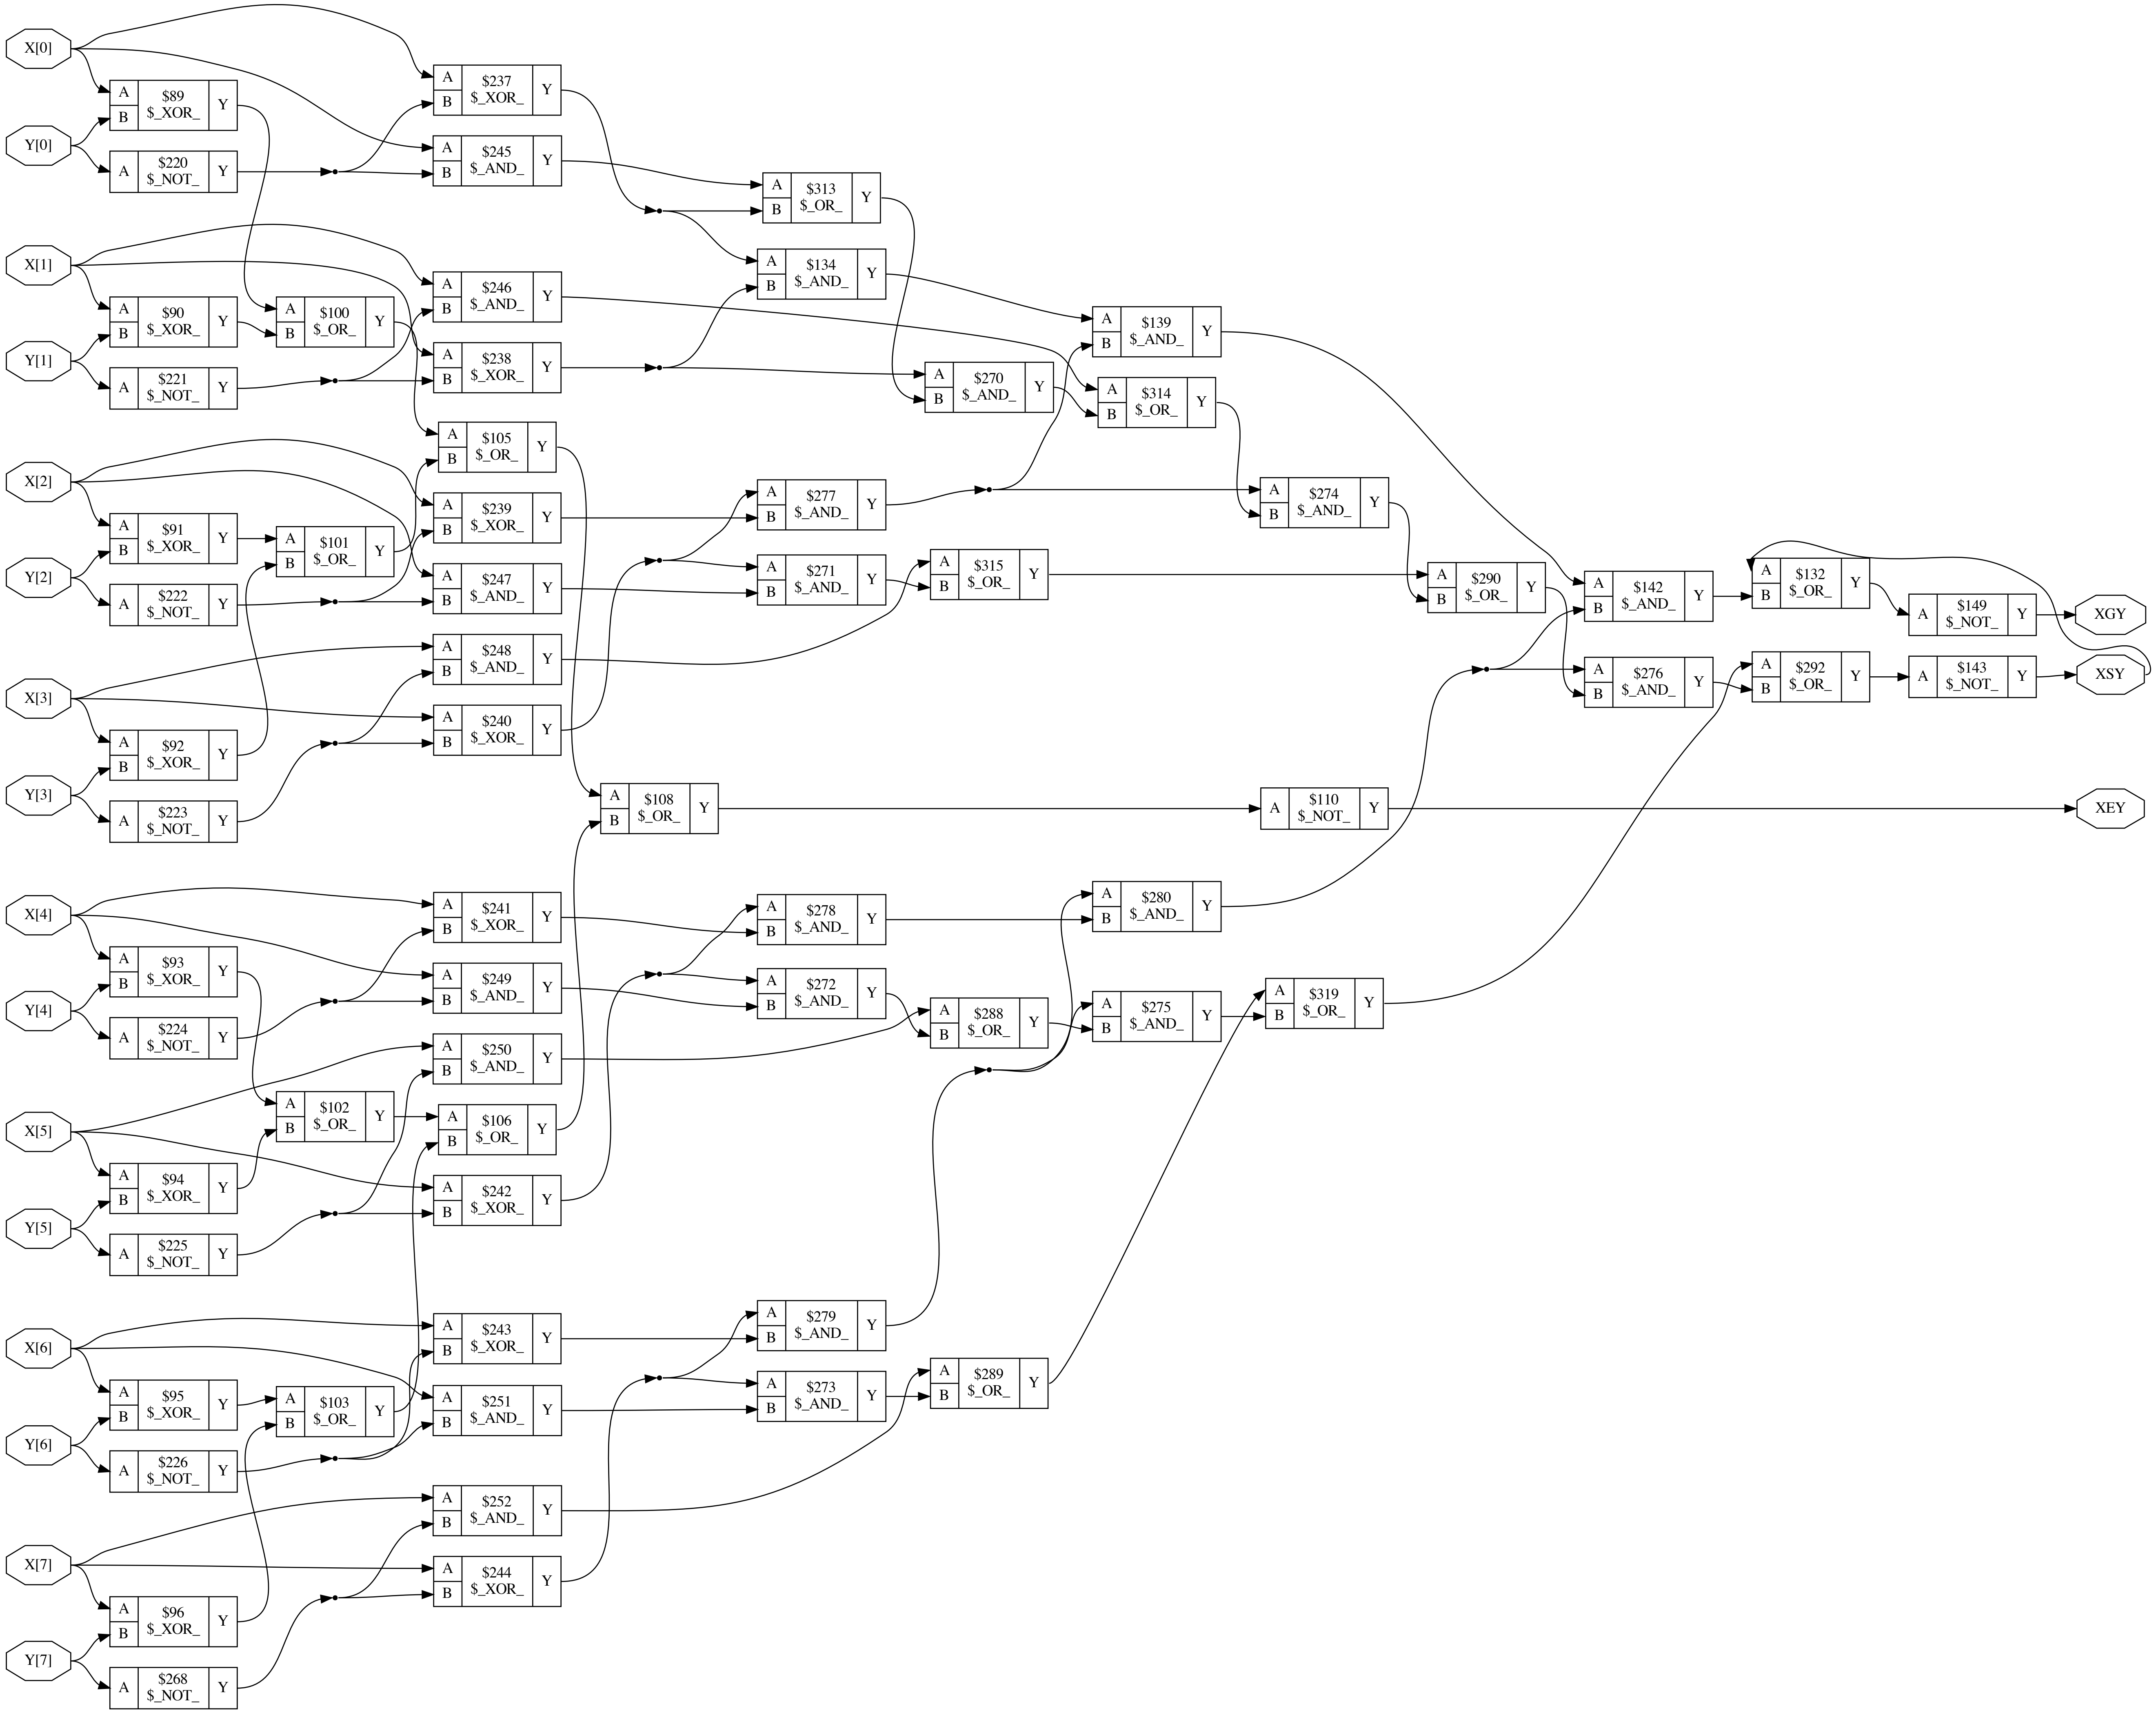 X[0]
A
B
$89
$_XOR_
Y
Y[0]
A
$220
$_NOT_
Y
A
B
$237
$_XOR_
Y
A
B
$245
$_AND_
Y
A
B
$313
$_OR_
Y
X[1]
A
B
$90
$_XOR_
Y
Y[1]
A
$221
$_NOT_
Y
A
B
$100
$_OR_
Y
A
B
$246
$_AND_
Y
A
B
$238
$_XOR_
Y
A
B
$134
$_AND_
Y
A
B
$139
$_AND_
Y
A
B
$270
$_AND_
Y
A
B
$314
$_OR_
Y
A
B
$105
$_OR_
Y
X[2]
A
B
$91
$_XOR_
Y
Y[2]
A
$222
$_NOT_
Y
A
B
$101
$_OR_
Y
A
B
$239
$_XOR_
Y
A
B
$247
$_AND_
Y
A
B
$277
$_AND_
Y
A
B
$271
$_AND_
Y
A
B
$315
$_OR_
Y
A
B
$274
$_AND_
Y
A
B
$290
$_OR_
Y
A
B
$142
$_AND_
Y
A
B
$132
$_OR_
Y
A
$149
$_NOT_
Y
XGY
X[3]
A
B
$92
$_XOR_
Y
Y[3]
A
$223
$_NOT_
Y
A
B
$248
$_AND_
Y
A
B
$240
$_XOR_
Y
A
B
$276
$_AND_
Y
A
B
$292
$_OR_
Y
A
$143
$_NOT_
Y
XSY
A
B
$108
$_OR_
Y
A
$110
$_NOT_
Y
XEY
X[4]
A
B
$93
$_XOR_
Y
Y[4]
A
$224
$_NOT_
Y
A
B
$241
$_XOR_
Y
A
B
$249
$_AND_
Y
A
B
$278
$_AND_
Y
A
B
$272
$_AND_
Y
A
B
$280
$_AND_
Y
A
B
$288
$_OR_
Y
A
B
$275
$_AND_
Y
A
B
$319
$_OR_
Y
A
B
$250
$_AND_
Y
X[5]
A
B
$94
$_XOR_
Y
Y[5]
A
$225
$_NOT_
Y
A
B
$102
$_OR_
Y
A
B
$106
$_OR_
Y
A
B
$242
$_XOR_
Y
X[6]
A
B
$95
$_XOR_
Y
Y[6]
A
$226
$_NOT_
Y
A
B
$103
$_OR_
Y
A
B
$243
$_XOR_
Y
A
B
$251
$_AND_
Y
A
B
$279
$_AND_
Y
A
B
$273
$_AND_
Y
A
B
$289
$_OR_
Y
X[7]
A
B
$96
$_XOR_
Y
Y[7]
A
$268
$_NOT_
Y
A
B
$252
$_AND_
Y
A
B
$244
$_XOR_
Y